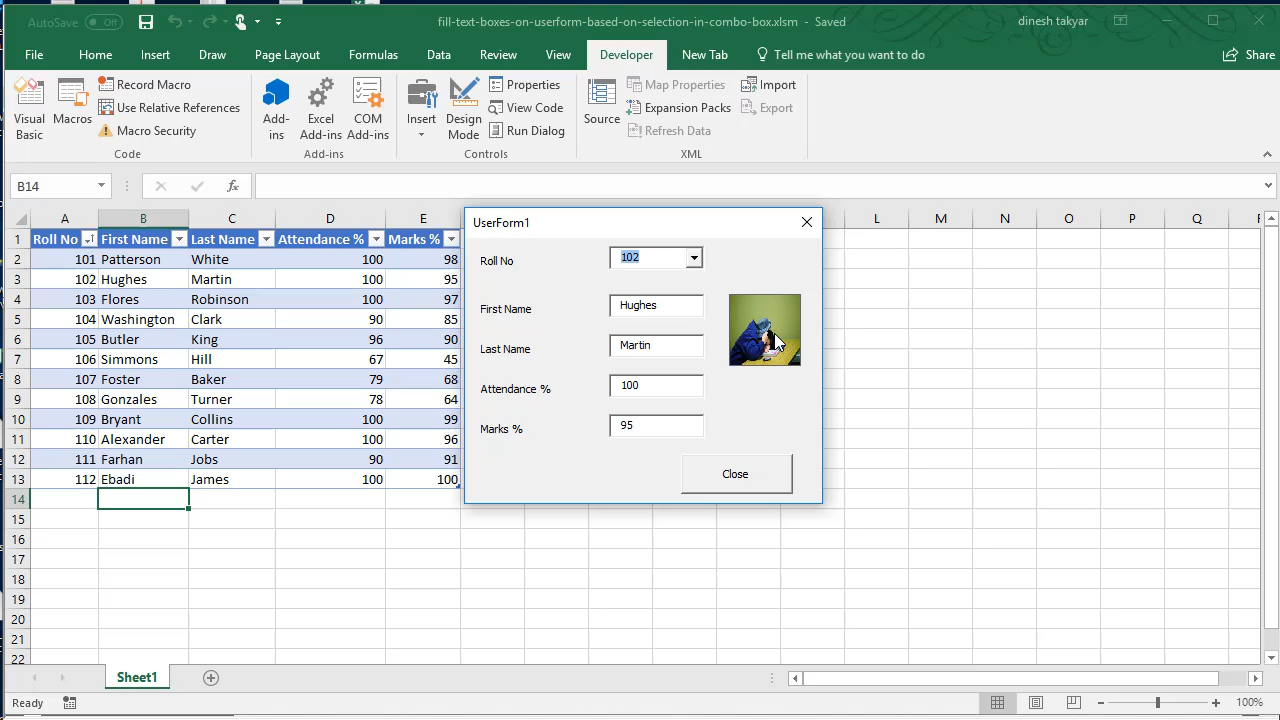 AutoSave Off
fill-text-boxes-on-userform-based-on-selection-in-combo-box.xlsm - Saved
dinesh takyar
File Home Insert Draw Page Layout Formulas Data Review View Developer New Tab Tell me what you want to do Share
Visual Basic
Macros
Record Macro
Use Relative References
Macro Security
Code
Add-ins
Excel Add-ins
COM Add-ins
Add-ins
Insert
Design Mode
Properties
View Code
Run Dialog
Controls
Source
Map Properties
Expansion Packs
Refresh Data
Import
Export
XML
B14
fx
A B C D E L M N O P Q
1 Roll No First Name Last Name Attendance % Marks %
2 101 Patterson White 100 98
3 102 Hughes Martin 100 95
4 103 Flores Robinson 100 97
5 104 Washington Clark 90 85
6 105 Butler King 96 90
7 106 Simmons Hill 67 45
8 107 Foster Baker 79 68
9 108 Gonzales Turner 78 64
10 109 Bryant Collins 100 99
11 110 Alexander Carter 100 96
12 111 Farhan Jobs 90 91
13 112 Ebadi James 100 100
14
15
16
17
18
19
20
21
22
UserForm1
Roll No 102
First Name Hughes
Last Name Martin
Attendance % 100
Marks % 95
Close
Sheet1
Ready
100%